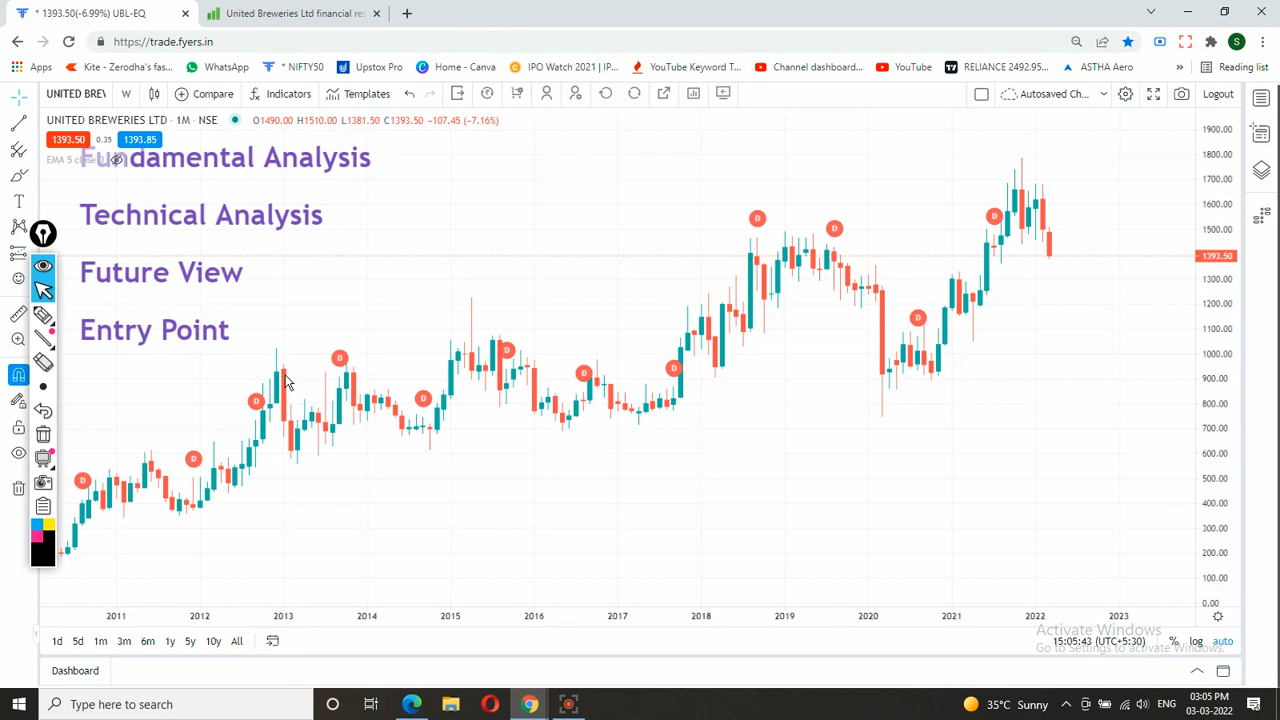 * 1393.50(-6.99%) UBL-EQ
United Breweries Ltd financial res
https://trade.fyers.in
S
Apps
Kite - Zerodha's fas...
WhatsApp
* NIFTY50
Upstox Pro
Home - Canva
IPO Watch 2021 | IP...
YouTube Keyword T...
Channel dashboard...
YouTube
RELIANCE 2492.95...
ASTHA Aero
»
Reading list
UNITED BREW
W
Compare
Indicators
Templates
Autosaved Ch...
Logout
UNITED BREWERIES LTD · 1M · NSE
O1490.00 H1510.00 L1381.50 C1393.50 -107.45 (-7.16%)
1393.50
0.35
1393.85
EMA 5 close 0
Fundamental Analysis
Technical Analysis
Future View
Entry Point
D
D
D
D
D
D
D
D
D
D
D
D
1900.00
1800.00
1700.00
1600.00
1500.00
1393.50
1300.00
1200.00
1100.00
1000.00
900.00
800.00
700.00
600.00
500.00
400.00
300.00
200.00
100.00
0.00
2011
2012
2013
2014
2015
2016
2017
2018
2019
2020
2021
2022
2023
1d
5d
1m
3m
6m
1y
5y
10y
All
Activate Windows
Go to Settings to activate Windows.
15:05:43 (UTC+5:30)
%
log
auto
Dashboard
Type here to search
35°C Sunny
ENG
03:05 PM
03-03-2022